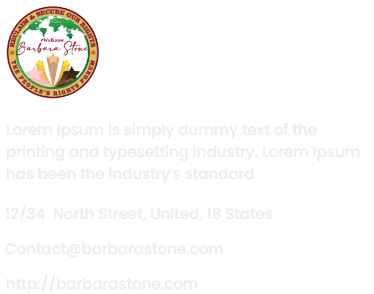 RECLAIM & SECURE OUR RIGHTS
Barbara Stone
THE PEOPLE'S RIGHTS FORUM
Lorem Ipsum is simply dummy text of the
printing and typesetting industry. Lorem Ipsum
has been the industry's standard
12/34 North Street, United, 18 States
Contact@barbarastone.com
http://barbarastone.com